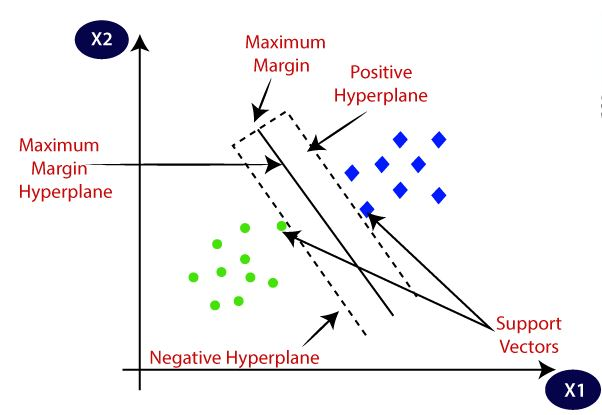 X2
Maximum
Margin
Positive
Hyperplane
Maximum
Margin
Hyperplane
Support
Vectors
Negative Hyperplane
X1